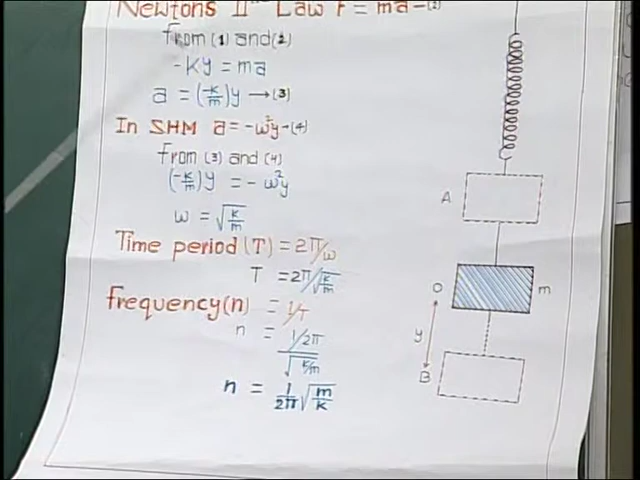 Newtons II Law F = ma -(2)
from (1) and (2)
-Ky = ma
a = (-K/m)y → (3)
In SHM a = -ω²y -(4)
from (3) and (4)
(-K/m)y = - ω²y
ω = √K/m
Time period (T) = 2π/ω
T = 2π/√K/m
frequency(n) = 1/T
n = 1/2π/√K/m
n = 1/2π √m/K
A
O
m
y
B